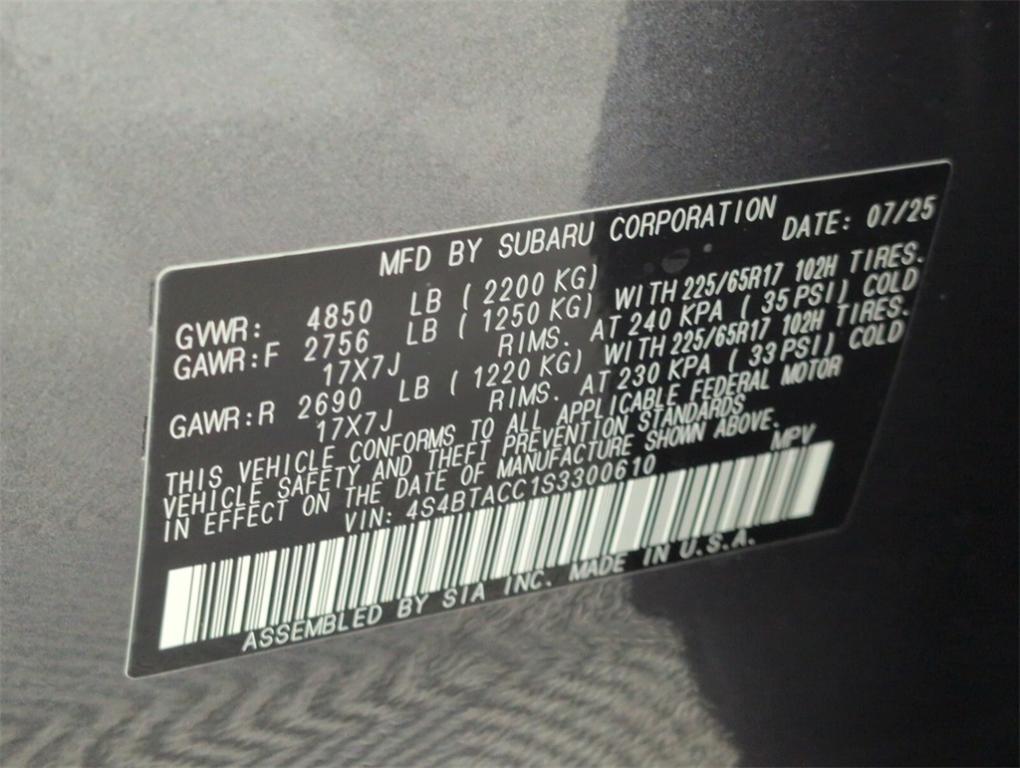 MFD BY SUBARU CORPORATION DATE: 07/25
GVWR: 4850 LB (2200 KG)
GAWR:F 2756 LB (1250 KG) WITH 225/65R17 102H TIRES.
17X7J RIMS. AT 240 KPA (35 PSI) COLD
GAWR:R 2690 LB (1220 KG) WITH 225/65R17 102H TIRES.
17X7J RIMS. AT 230 KPA (33 PSI) COLD
THIS VEHICLE CONFORMS TO ALL APPLICABLE FEDERAL MOTOR
VEHICLE SAFETY AND THEFT PREVENTION STANDARDS
IN EFFECT ON THE DATE OF MANUFACTURE SHOWN ABOVE.
VIN: 4S4BTACC1S3300610 MPV
ASSEMBLED BY SIA INC. MADE IN U.S.A.